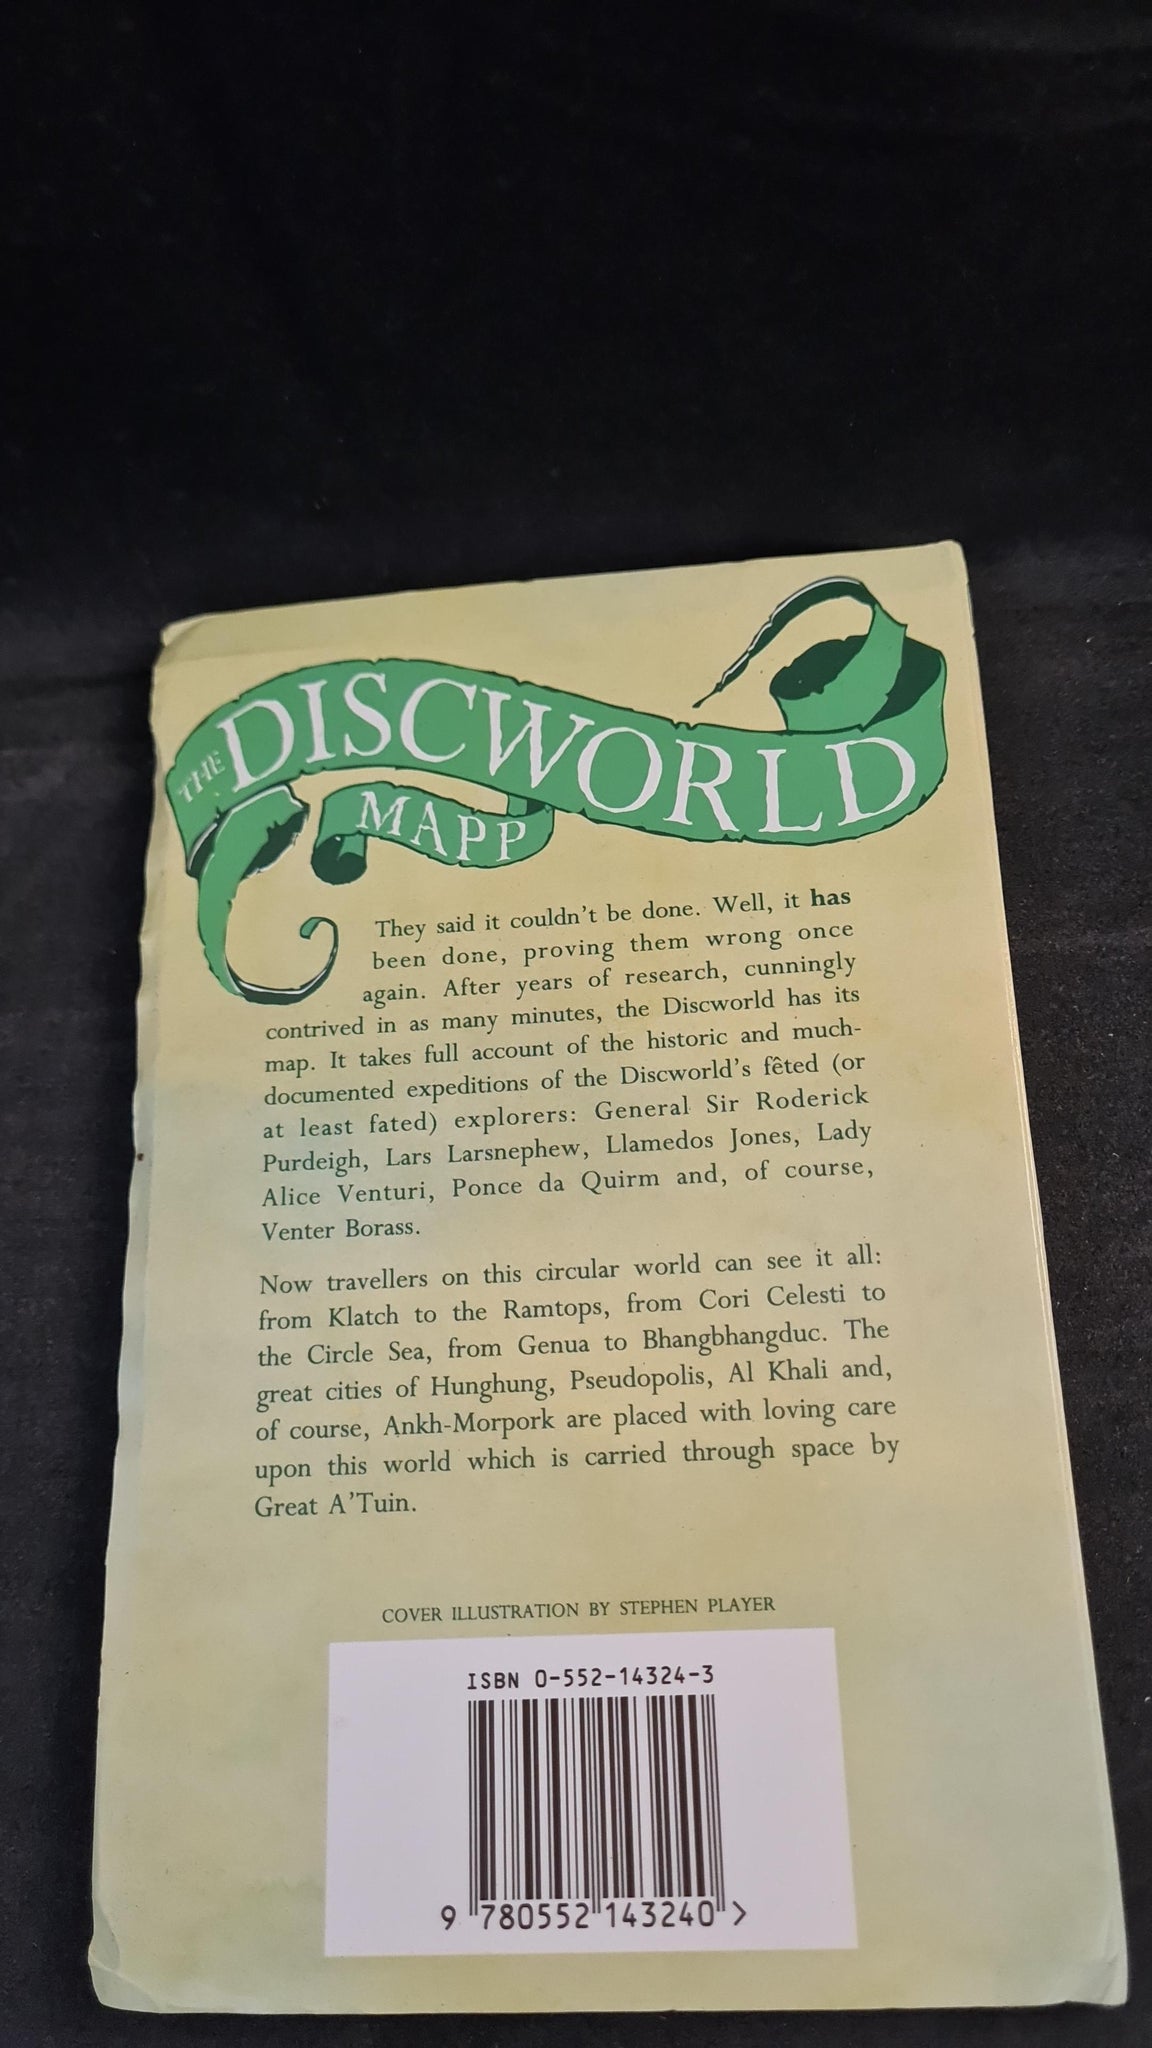 THE DISCWORLD
MAPP
They said it couldn't be done. Well, it has
been done, proving them wrong once
again. After years of research, cunningly
contrived in as many minutes, the Discworld has its
map. It takes full account of the historic and much-
documented expeditions of the Discworld's fêted (or
at least fated) explorers: General Sir Roderick
Purdeigh, Lars Larsnephew, Llamedos Jones, Lady
Alice Venturi, Ponce da Quirm and, of course,
Venter Borass.
Now travellers on this circular world can see it all:
from Klatch to the Ramtops, from Cori Celesti to
the Circle Sea, from Genua to Bhangbhangduc. The
great cities of Hunghung, Pseudopolis, Al Khali and,
of course, Ankh-Morpork are placed with loving care
upon this world which is carried through space by
Great A'Tuin.
COVER ILLUSTRATION BY STEPHEN PLAYER
ISBN 0-552-14324-3
9 780552 143240 >